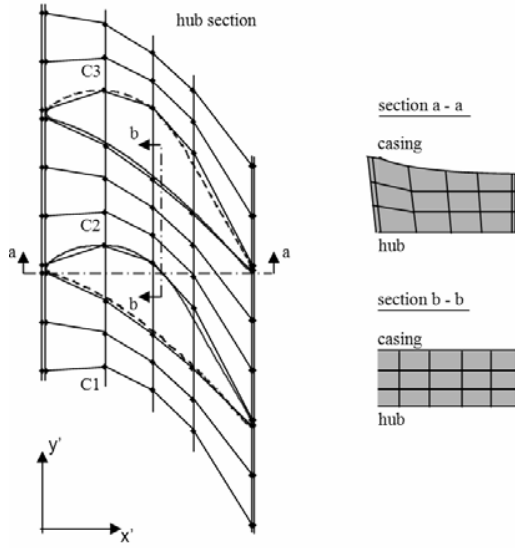 hub section
C3
b
C2
a
a
b
C1
y'
x'
section a - a
casing
hub
section b - b
casing
hub